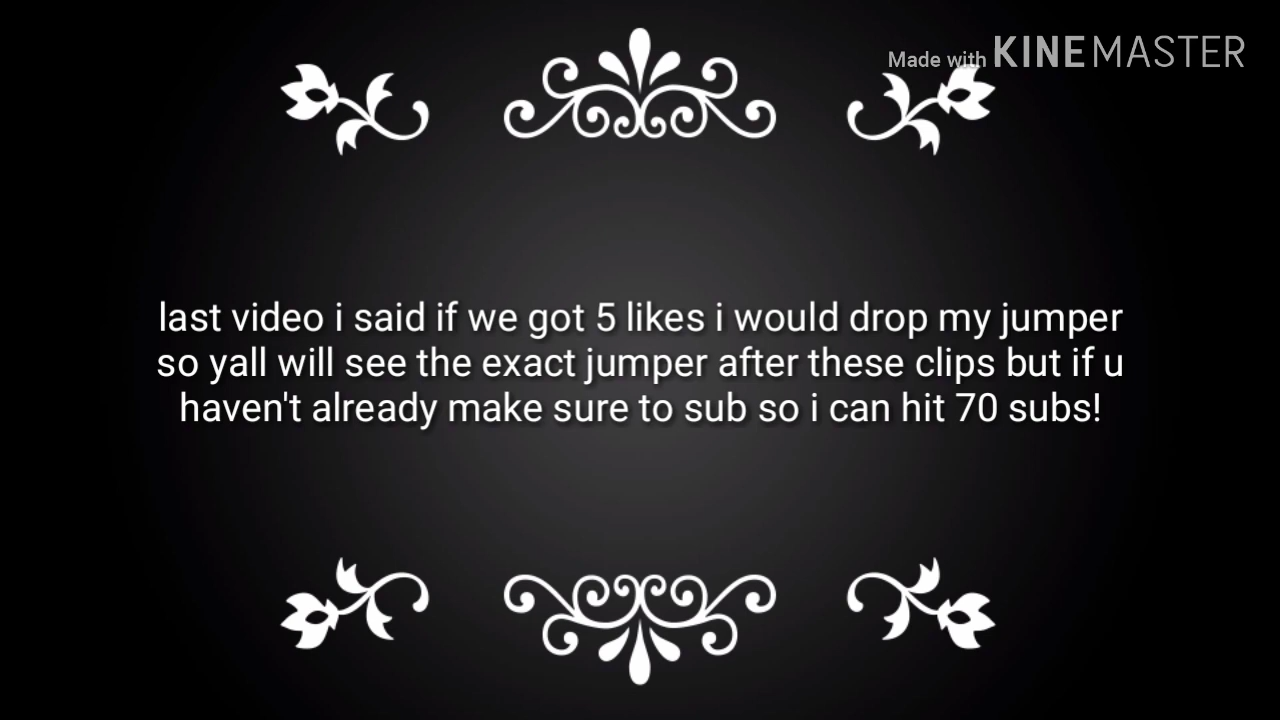 Made with KINEMASTER
last video i said if we got 5 likes i would drop my jumper
so yall will see the exact jumper after these clips but if u
haven't already make sure to sub so i can hit 70 subs!